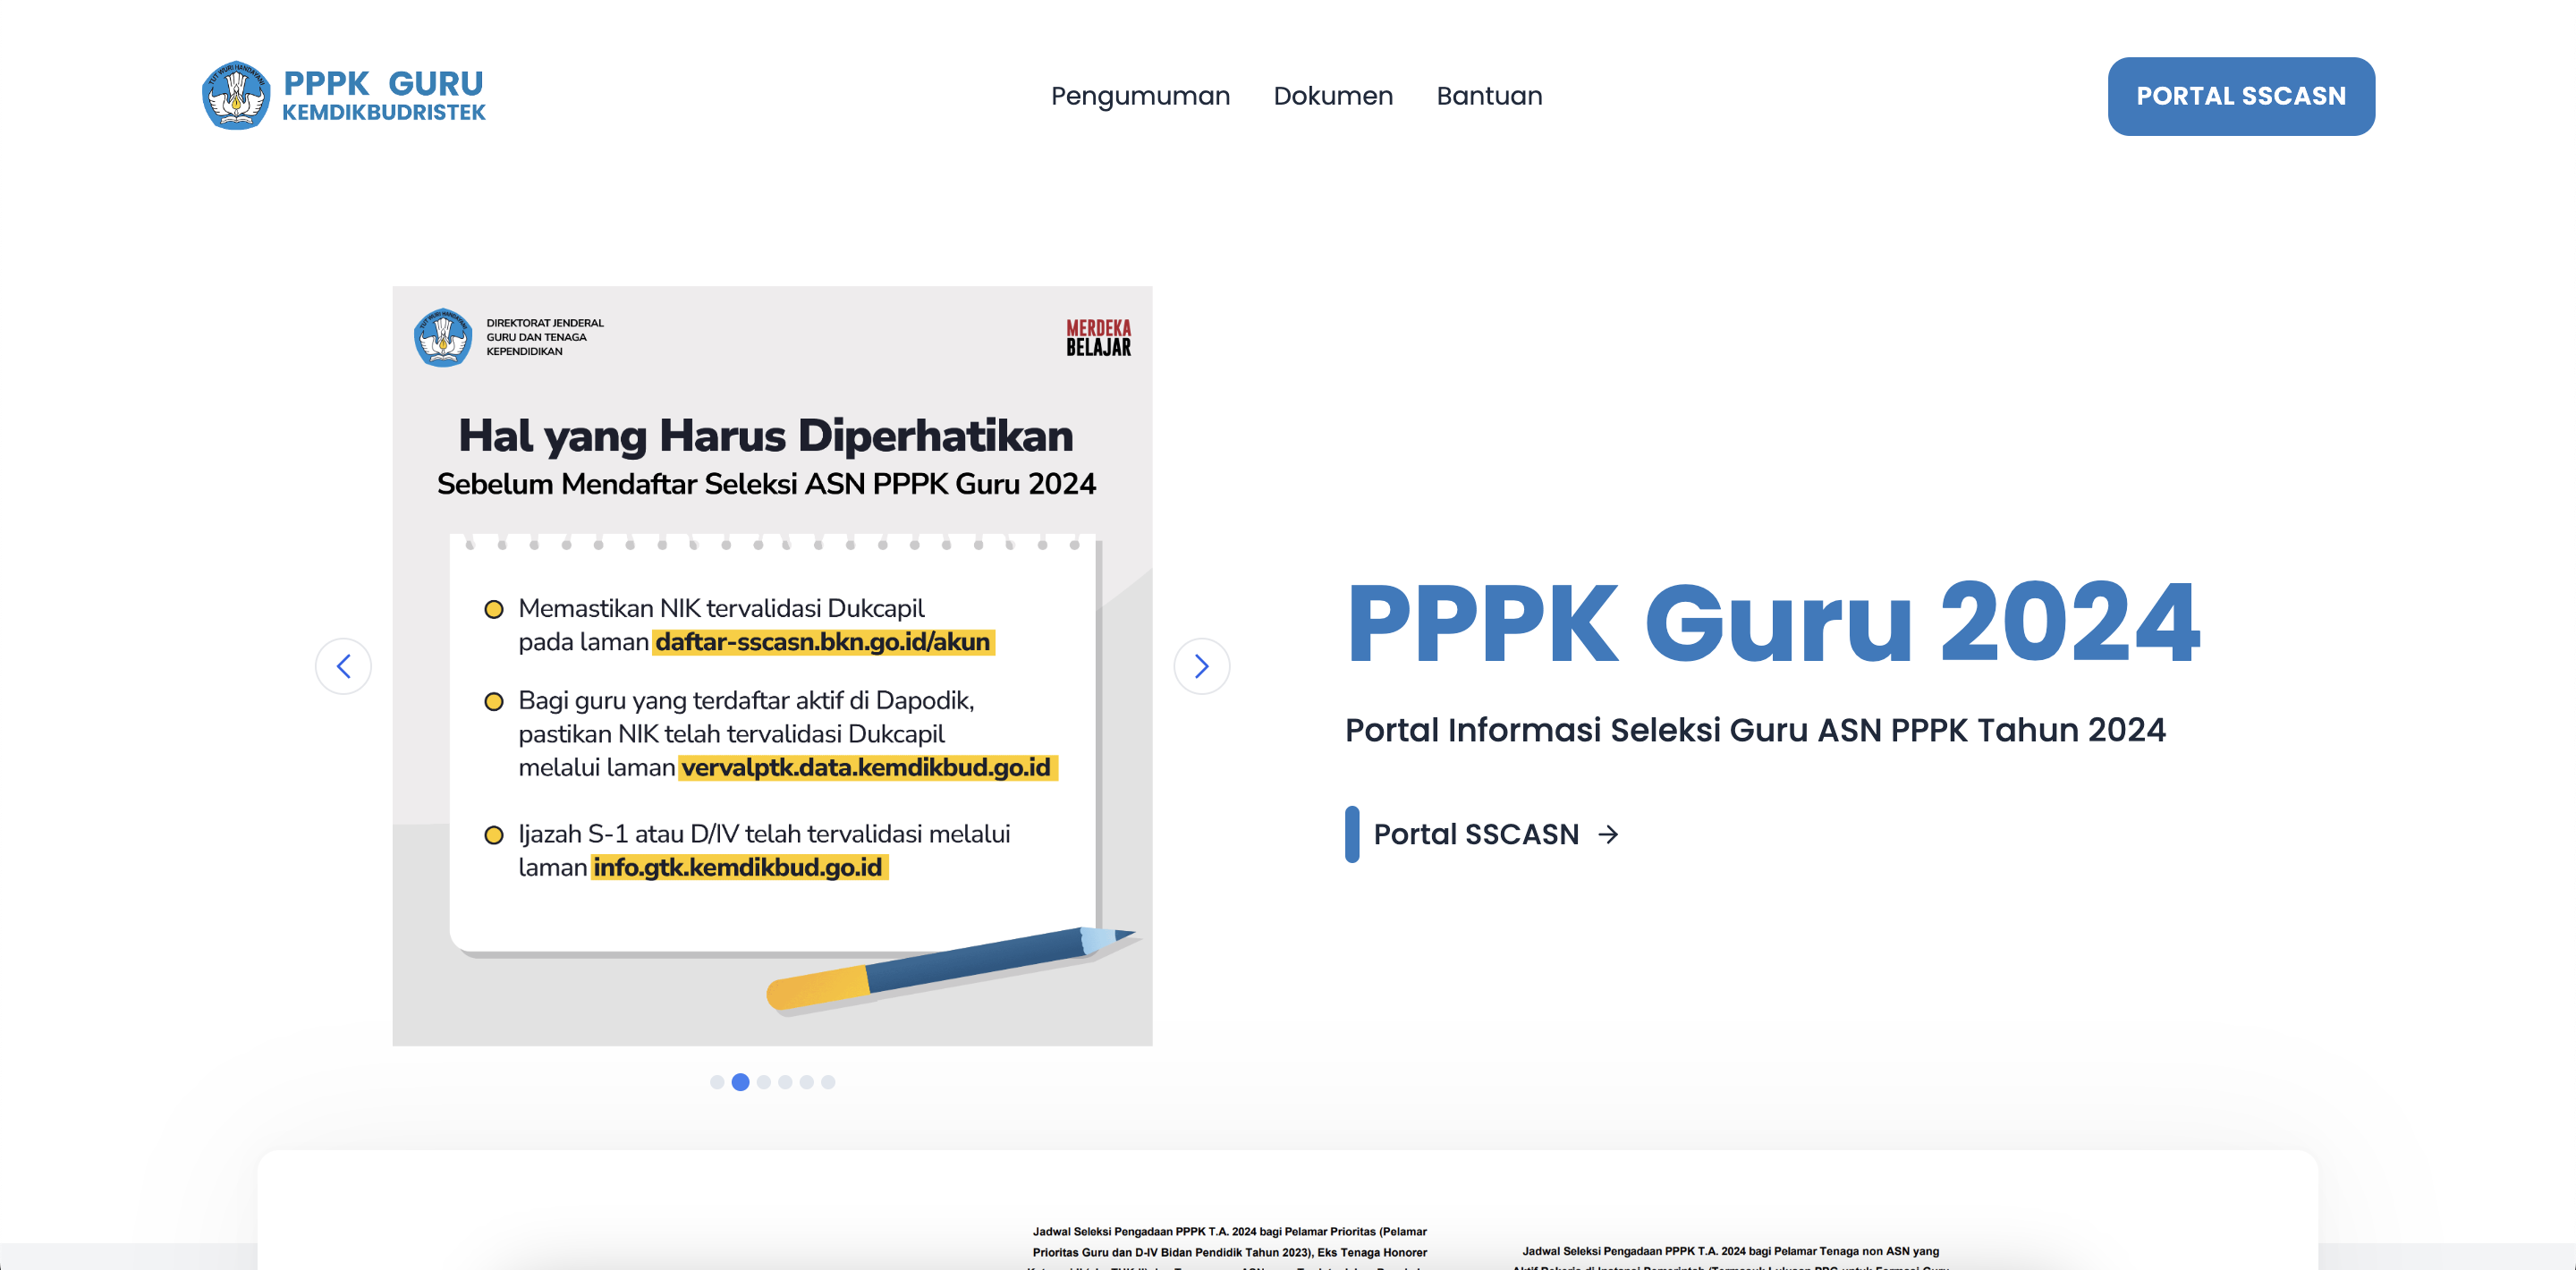 TUT WURI HANDAYANI
PPPK GURU
KEMDIKBUDRISTEK
Pengumuman
Dokumen
Bantuan
PORTAL SSCASN
TUT WURI HANDAYANI
DIREKTORAT JENDERAL
GURU DAN TENAGA
KEPENDIDIKAN
MERDEKA
BELAJAR
Hal yang Harus Diperhatikan
Sebelum Mendaftar Seleksi ASN PPPK Guru 2024
Memastikan NIK tervalidasi Dukcapil
pada laman daftar-sscasn.bkn.go.id/akun
Bagi guru yang terdaftar aktif di Dapodik,
pastikan NIK telah tervalidasi Dukcapil
melalui laman vervalptk.data.kemdikbud.go.id
Ijazah S-1 atau D/IV telah tervalidasi melalui
laman info.gtk.kemdikbud.go.id
PPPK Guru 2024
Portal Informasi Seleksi Guru ASN PPPK Tahun 2024
Portal SSCASN
Jadwal Seleksi Pengadaan PPPK T.A. 2024 bagi Pelamar Prioritas (Pelamar
Prioritas Guru dan D-IV Bidan Pendidik Tahun 2023), Eks Tenaga Honorer
Jadwal Seleksi Pengadaan PPPK T.A. 2024 bagi Pelamar Tenaga non ASN yang